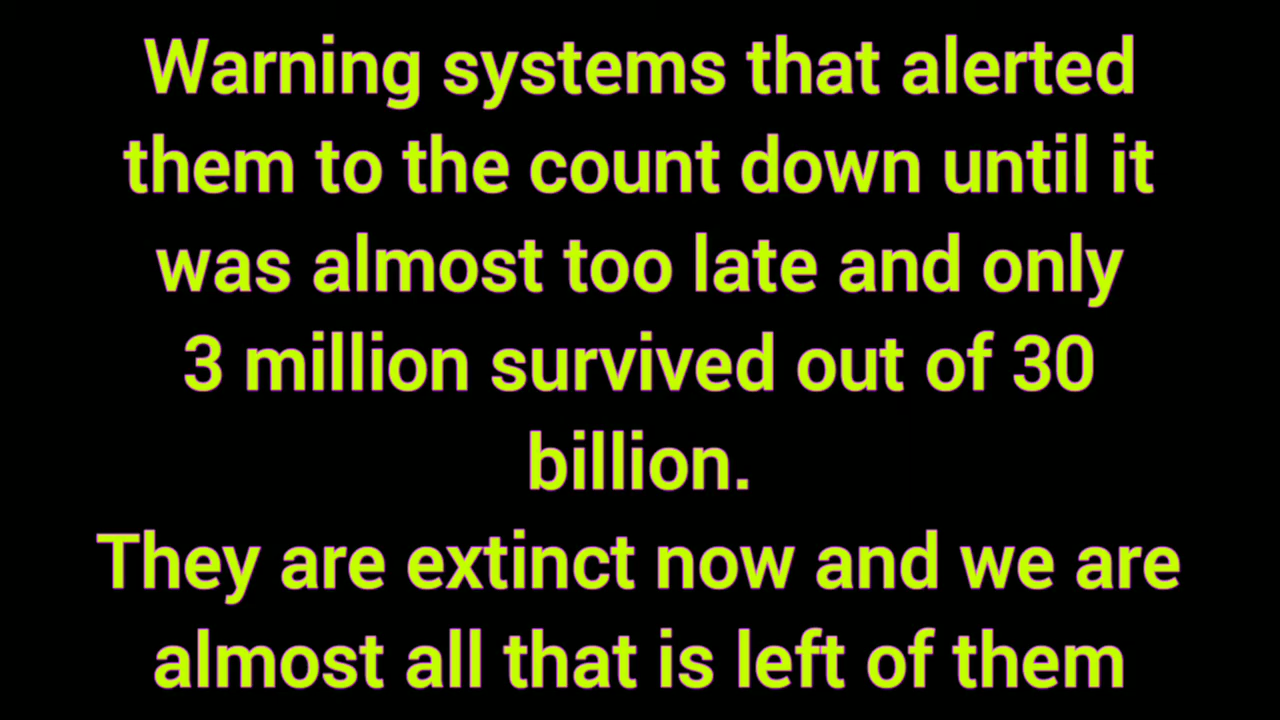 Warning systems that alerted
them to the count down until it
was almost too late and only
3 million survived out of 30
billion.
They are extinct now and we are
almost all that is left of them